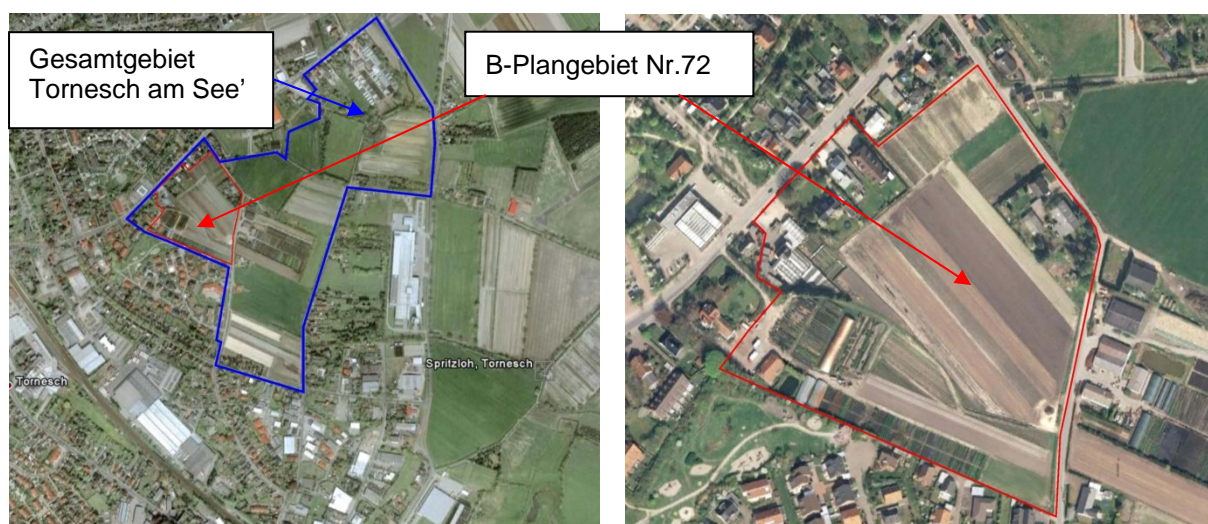 Gesamtgebiet
Tornesch am See’
B-Plangebiet Nr.72
Spritzloh, Tornesch
Tornesch